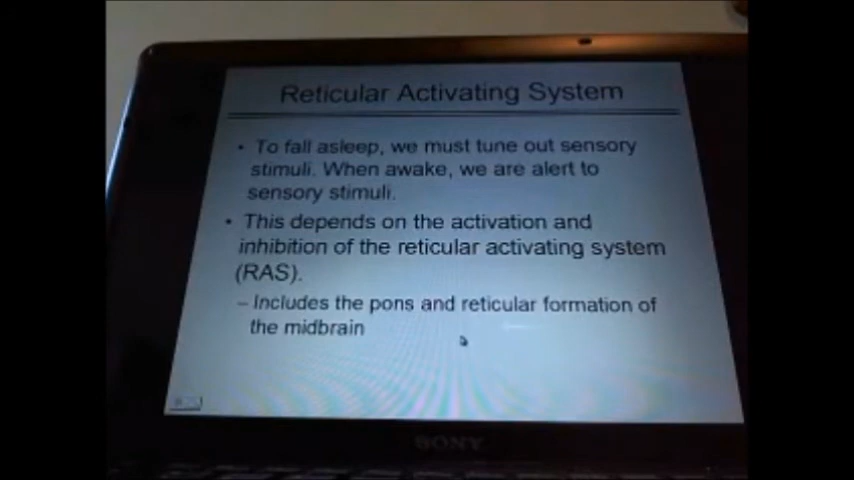 Reticular Activating System
• To fall asleep, we must tune out sensory
stimuli. When awake, we are alert to
sensory stimuli.
• This depends on the activation and
inhibition of the reticular activating system
(RAS).
– Includes the pons and reticular formation of
the midbrain
SONY